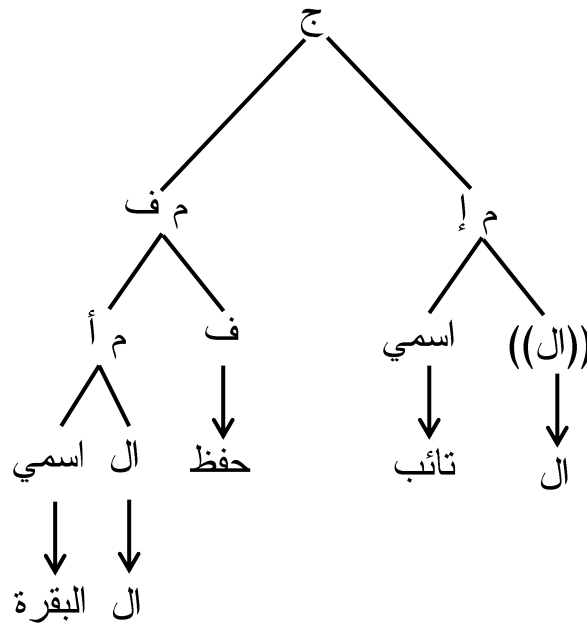 ج
م إ م ف
((ال)) اسمي ف م أ
ال تائب حفظ ال اسمي
ال البقرة